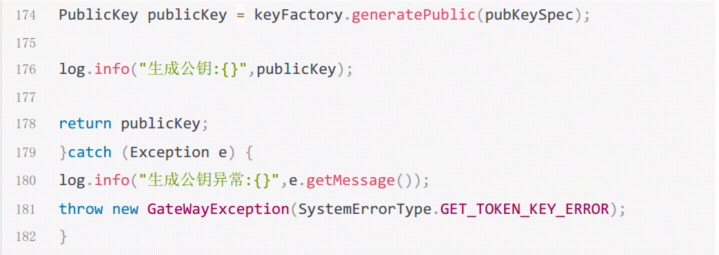 174 PublicKey publicKey = keyFactory.generatePublic(pubKeySpec);
175
176 log.info("生成公钥:{}",publicKey);
177
178 return publicKey;
179 }catch (Exception e) {
180 log.info("生成公钥异常:{}",e.getMessage());
181 throw new GateWayException(SystemErrorType.GET_TOKEN_KEY_ERROR);
182 }